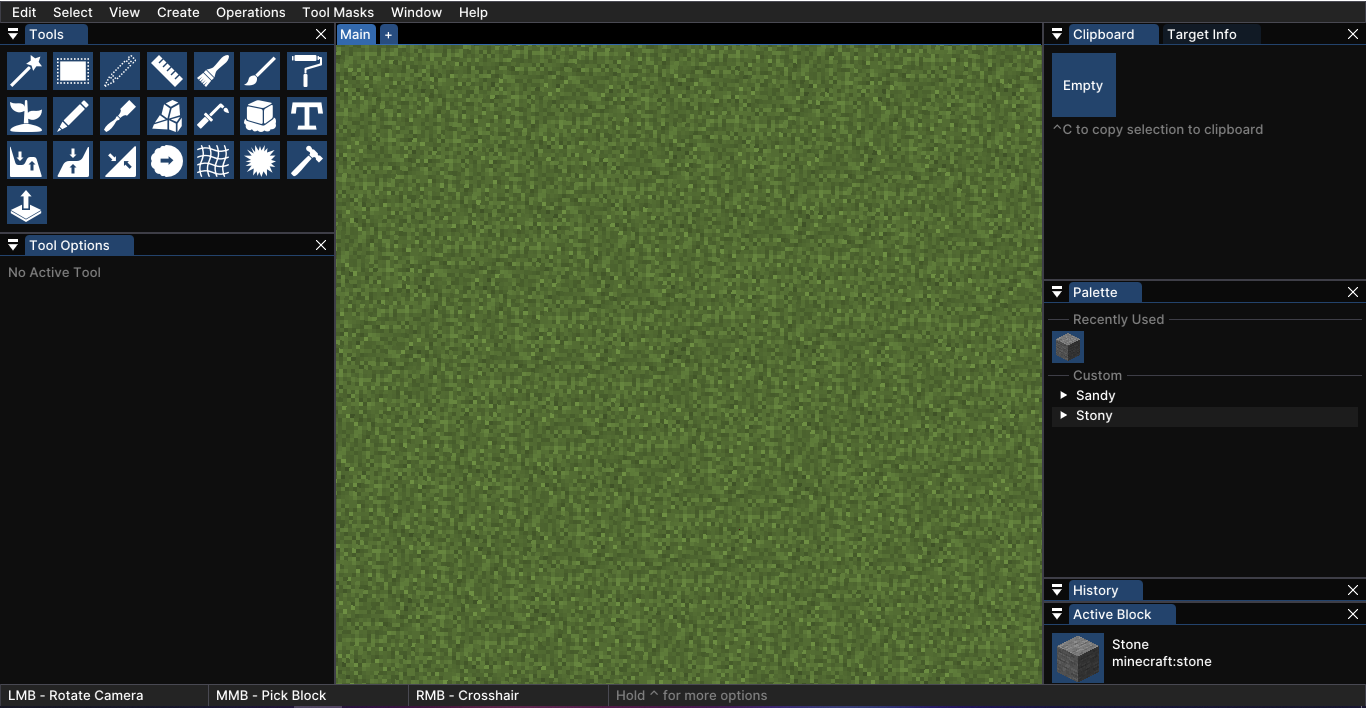 Edit Select View Create Operations Tool Masks Window Help
Tools
Main +
Clipboard Target Info
Empty
^C to copy selection to clipboard
Tool Options
No Active Tool
Palette
Recently Used
Custom
Sandy
Stony
History
Active Block
Stone
minecraft:stone
LMB - Rotate Camera MMB - Pick Block RMB - Crosshair Hold ^ for more options